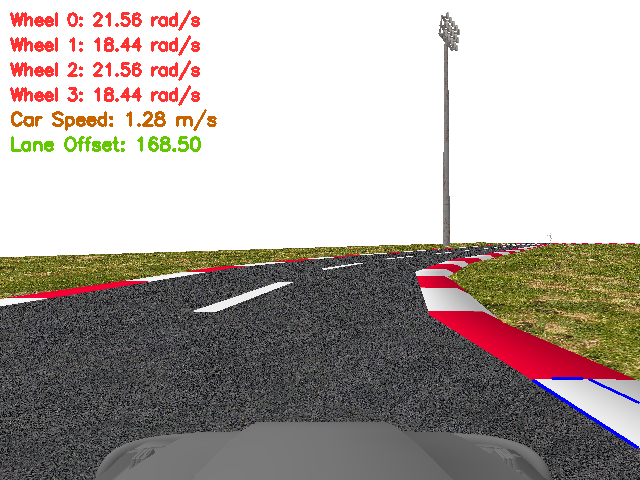 Wheel 0: 21.56 rad/s
Wheel 1: 18.44 rad/s
Wheel 2: 21.56 rad/s
Wheel 3: 18.44 rad/s
Car Speed: 1.28 m/s
Lane Offset: 168.50